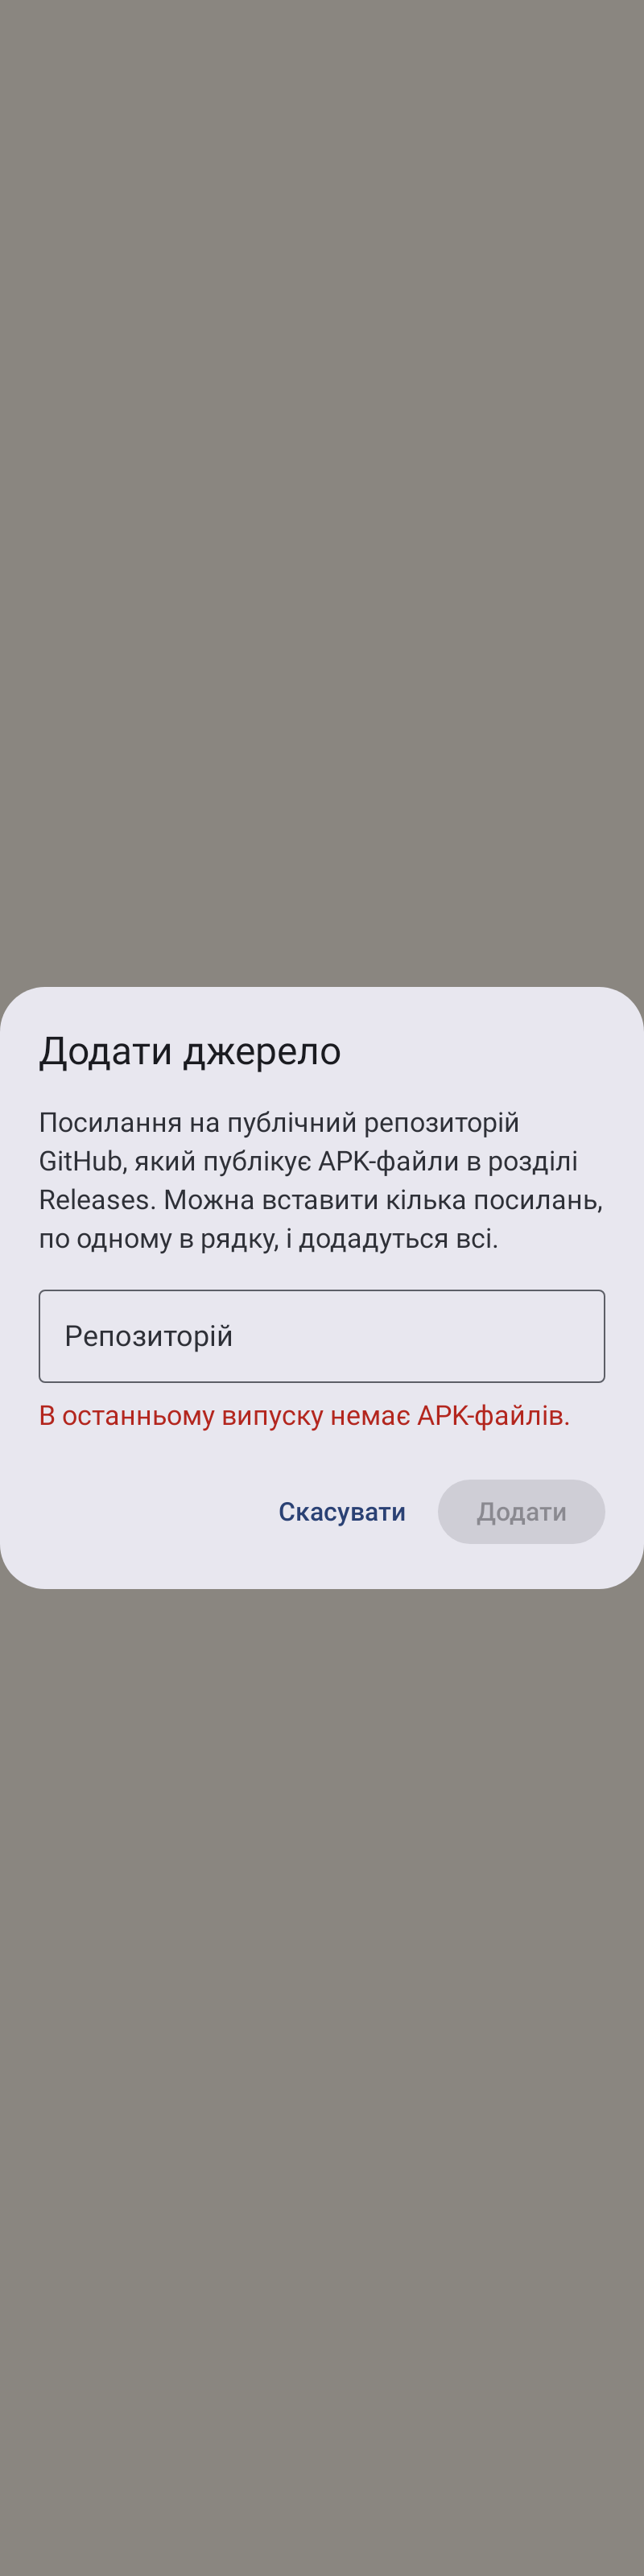 Додати джерело
Посилання на публічний репозиторій
GitHub, який публікує APK-файли в розділі
Releases. Можна вставити кілька посилань,
по одному в рядку, і додадуться всі.
Репозиторій
В останньому випуску немає APK-файлів.
Скасувати
Додати